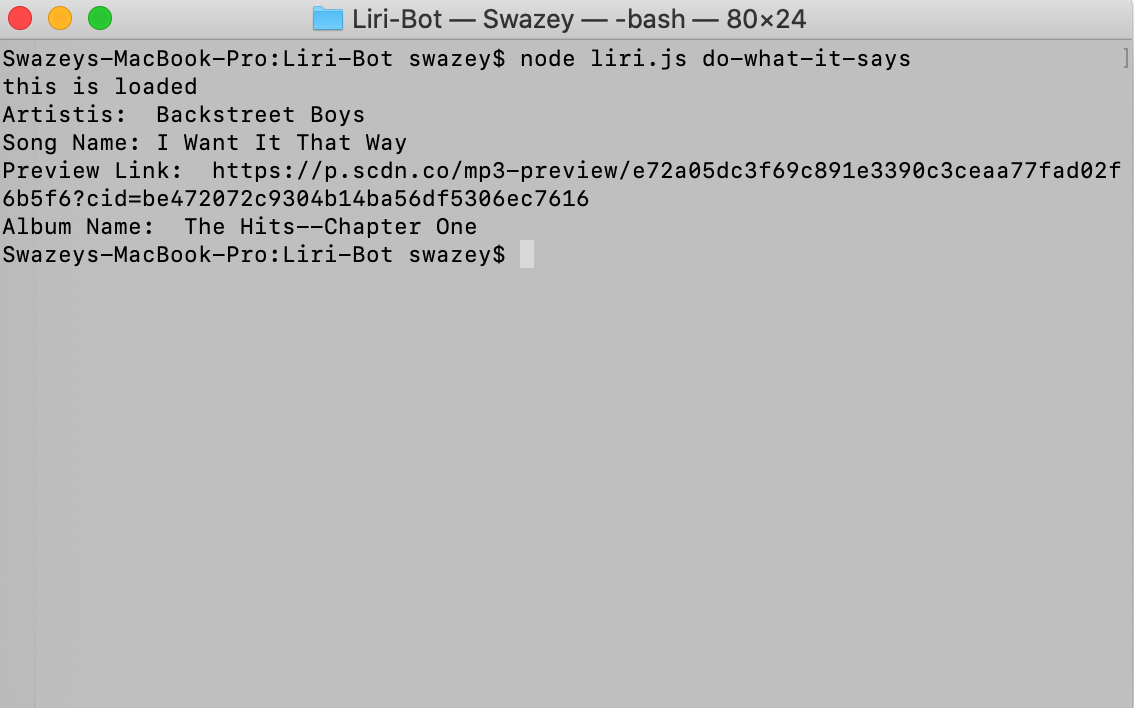 Liri-Bot — Swazey — -bash — 80×24
Swazeys-MacBook-Pro:Liri-Bot swazey$ node liri.js do-what-it-says ]
this is loaded
Artistis:  Backstreet Boys
Song Name: I Want It That Way
Preview Link:  https://p.scdn.co/mp3-preview/e72a05dc3f69c891e3390c3ceaa77fad02f
6b5f6?cid=be472072c9304b14ba56df5306ec7616
Album Name:  The Hits--Chapter One
Swazeys-MacBook-Pro:Liri-Bot swazey$